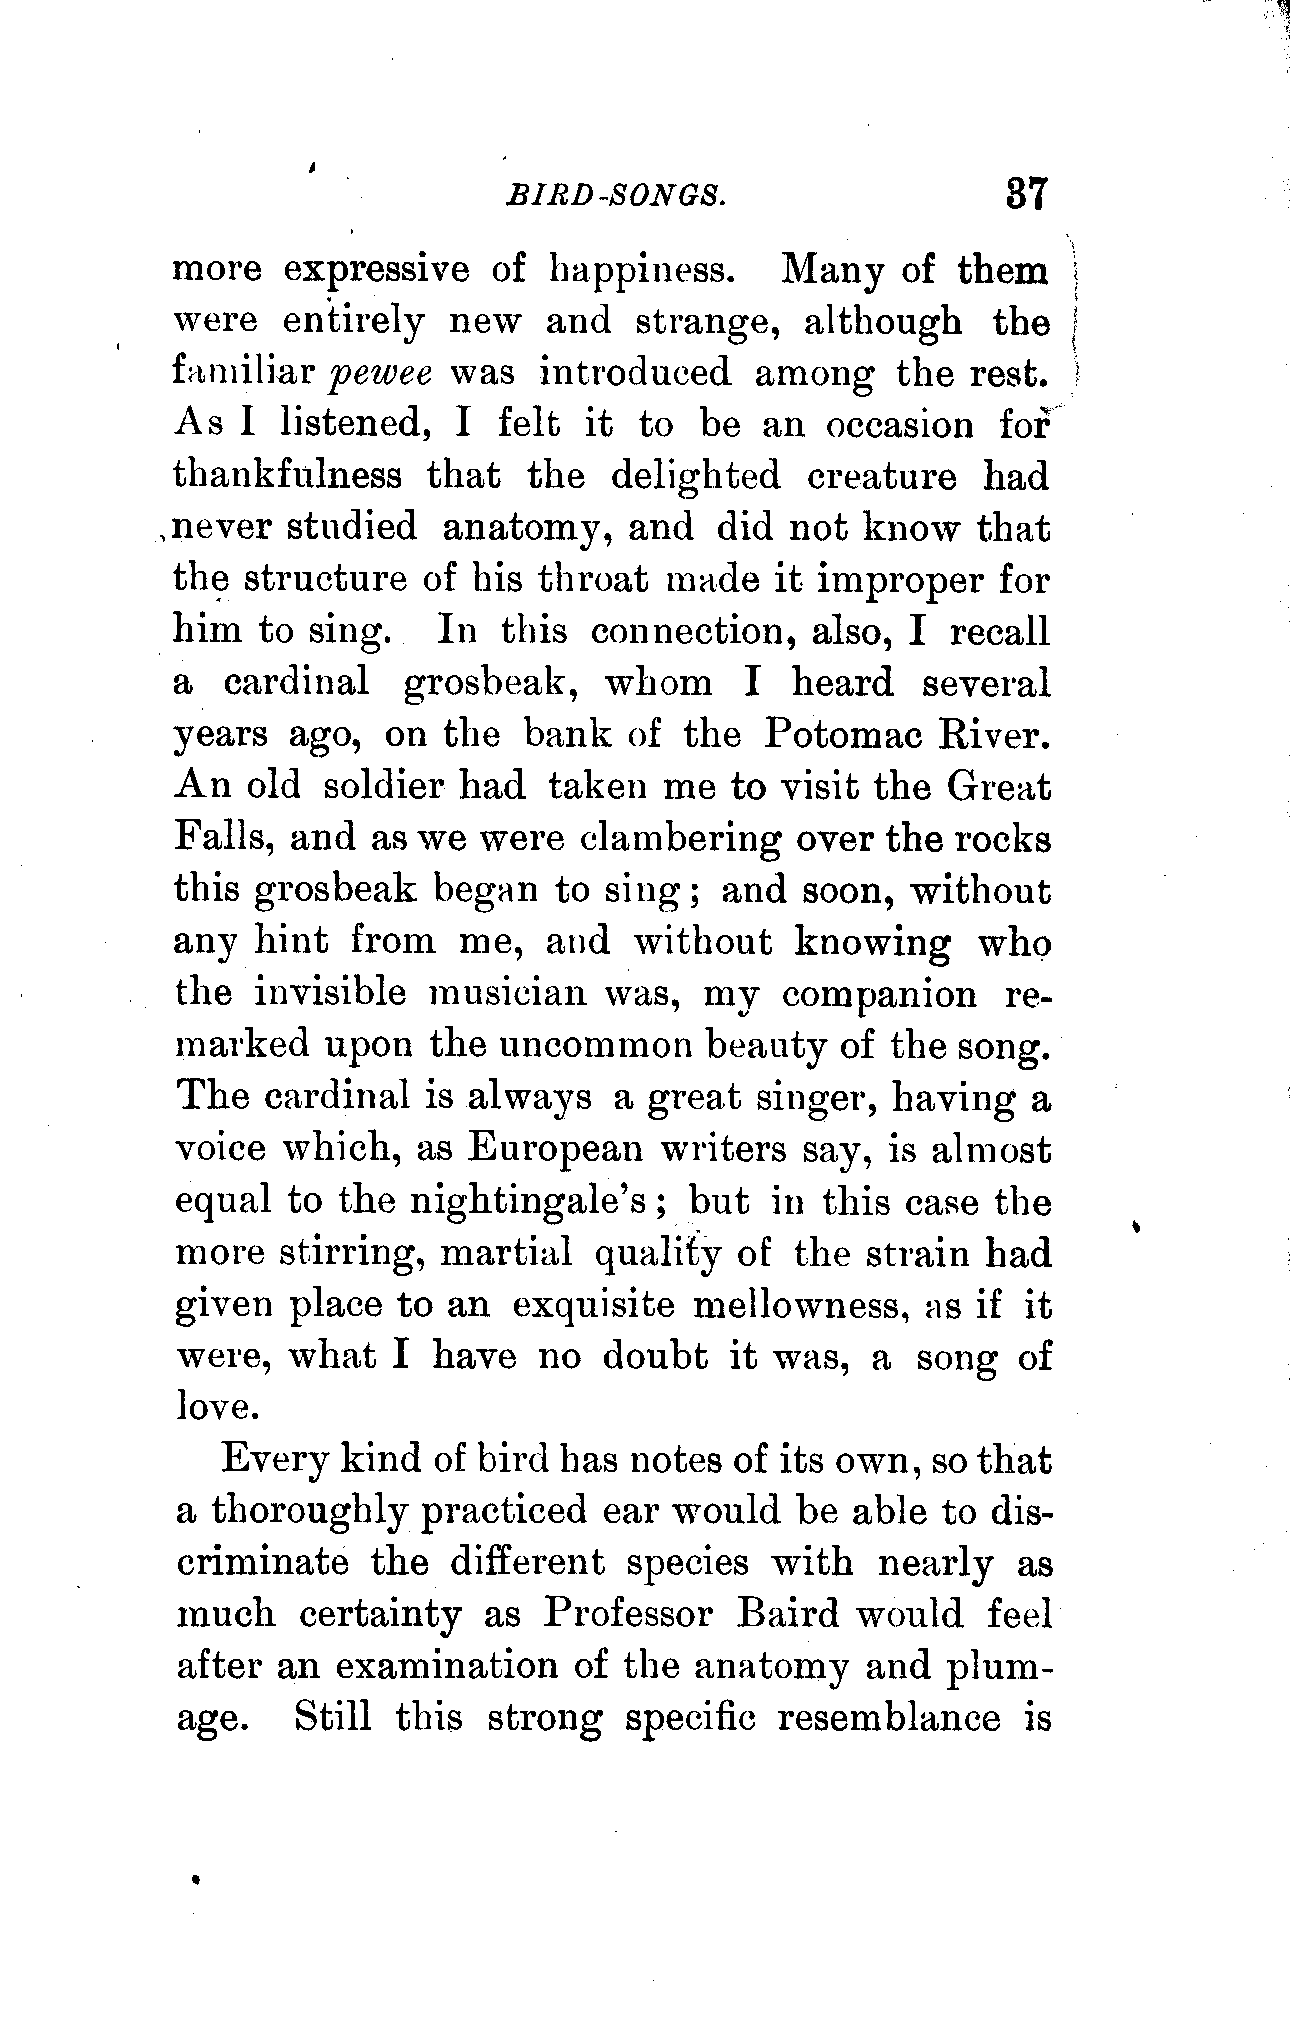 BIRD-SONGS. 37
more expressive of happiness. Many of them
were entirely new and strange, although the
familiar pewee was introduced among the rest.
As I listened, I felt it to be an occasion for
thankfulness that the delighted creature had
never studied anatomy, and did not know that
the structure of his throat made it improper for
him to sing. In this connection, also, I recall
a cardinal grosbeak, whom I heard several
years ago, on the bank of the Potomac River.
An old soldier had taken me to visit the Great
Falls, and as we were clambering over the rocks
this grosbeak began to sing; and soon, without
any hint from me, and without knowing who
the invisible musician was, my companion re-
marked upon the uncommon beauty of the song.
The cardinal is always a great singer, having a
voice which, as European writers say, is almost
equal to the nightingale's; but in this case the
more stirring, martial quality of the strain had
given place to an exquisite mellowness, as if it
were, what I have no doubt it was, a song of
love.
Every kind of bird has notes of its own, so that
a thoroughly practiced ear would be able to dis-
criminate the different species with nearly as
much certainty as Professor Baird would feel
after an examination of the anatomy and plum-
age. Still this strong specific resemblance is